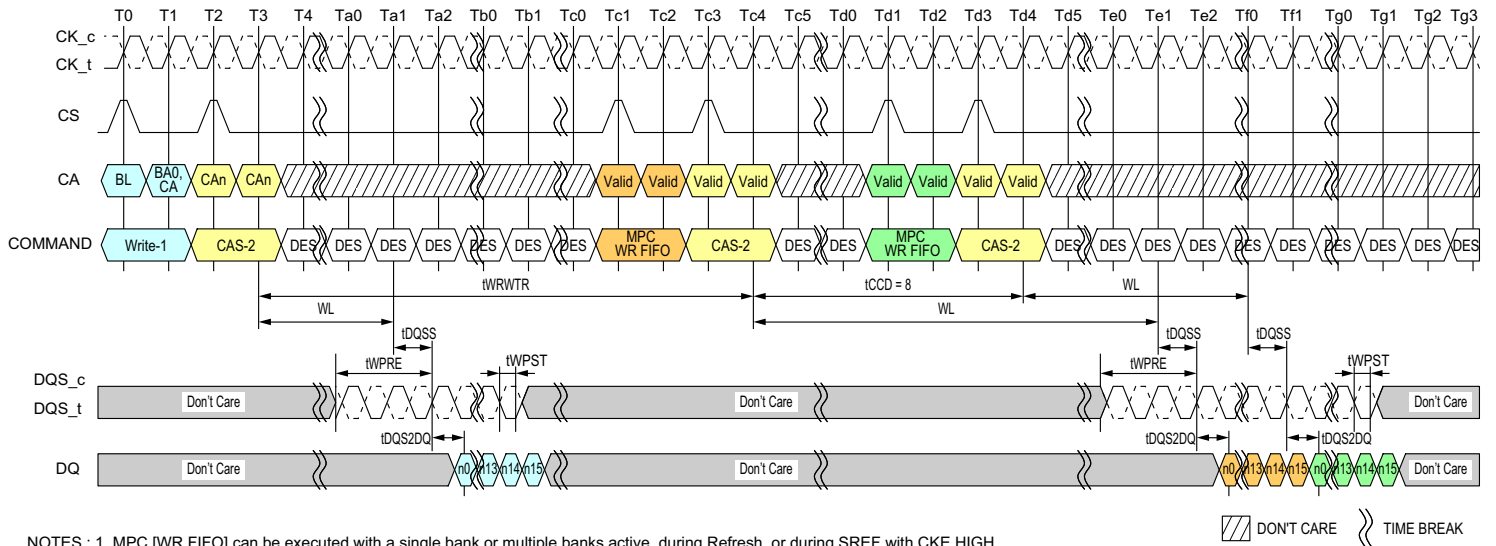 T0 T1 T2 T3 T4 Ta0 Ta1 Ta2 Tb0 Tb1 Tc0 Tc1 Tc2 Tc3 Tc4 Tc5 Td0 Td1 Td2 Td3 Td4 Td5 Te0 Te1 Te2 Tf0 Tf1 Tg0 Tg1 Tg2 Tg3
CK_c
CK_t
CS
CA BL BA0, CA CAn CAn Valid Valid Valid Valid Valid Valid Valid Valid
COMMAND Write-1 CAS-2 DES DES DES DES DES DES DES MPC WR FIFO CAS-2 DES DES MPC WR FIFO CAS-2 DES DES DES DES DES DES DES DES DES DES
tWRWTR tCCD = 8 WL
WL WL
tDQSS tDQSS tDQSS
tWPRE tWPST tWPRE tWPST
DQS_c
DQS_t Don't Care Don't Care Don't Care
tDQS2DQ tDQS2DQ tDQS2DQ
DQ Don't Care n0 n13 n14 n15 Don't Care n0 n13 n14 n15 n0 n13 n14 n15 Don't Care
DON'T CARE TIME BREAK
NOTES : 1. MPC [WR FIFO] can be executed with a single bank or multiple banks active, during Refresh, or during SREF with CKE HIGH.